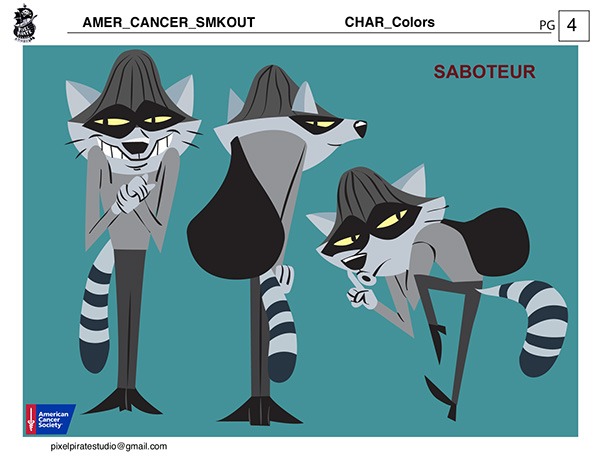 AMER_CANCER_SMKOUT CHAR_Colors PG 4
SABOTEUR
American
Cancer
Society
pixelpiratestudio@gmail.com